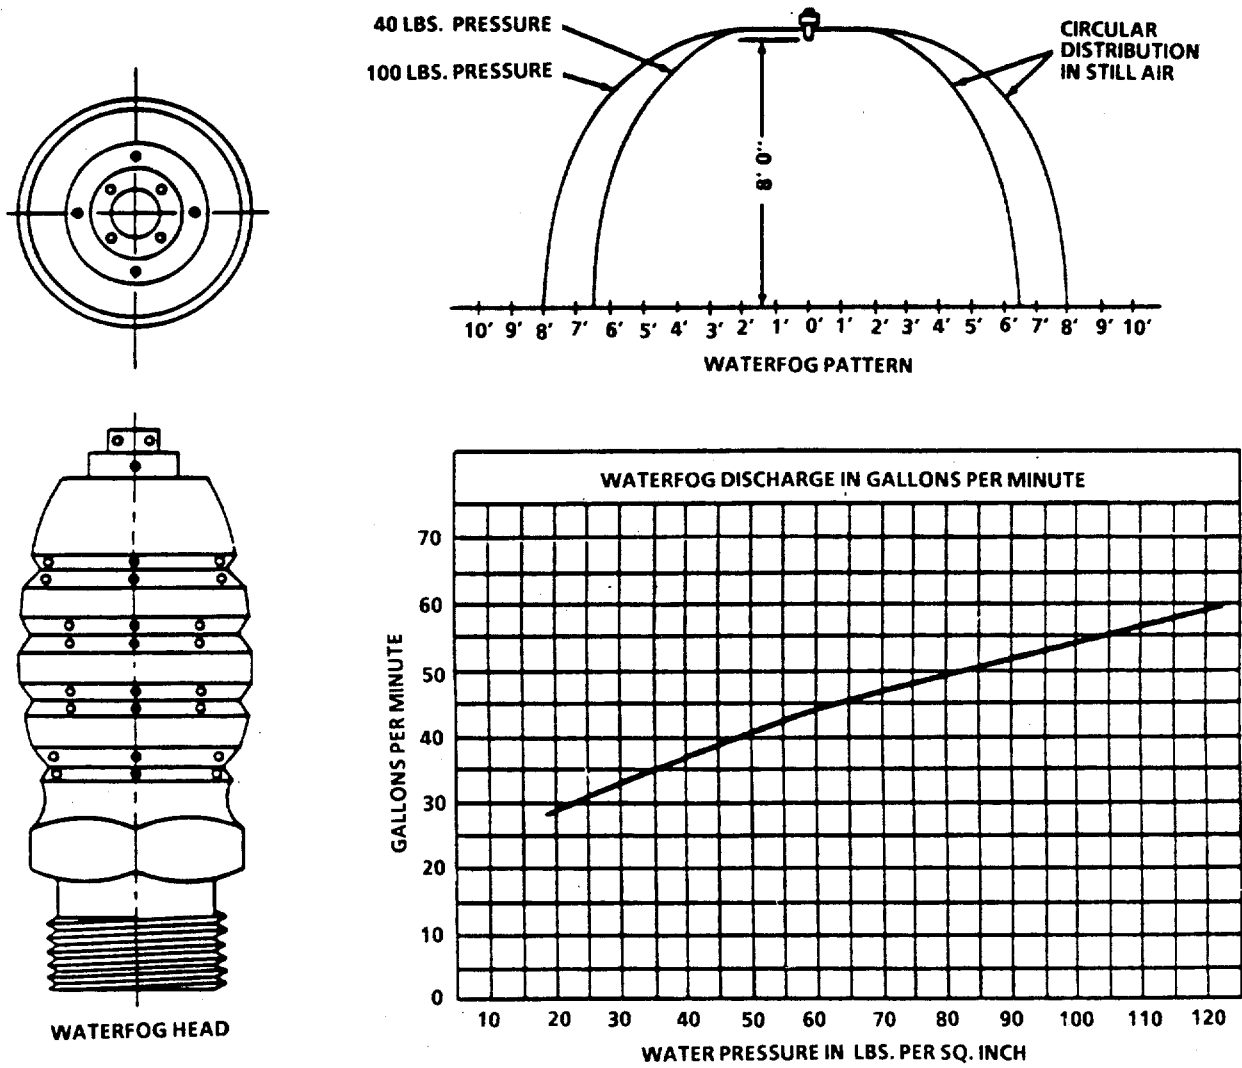 40 LBS. PRESSURE
100 LBS. PRESSURE
CIRCULAR
DISTRIBUTION
IN STILL AIR
8'0"
10' 9' 8' 7' 6' 5' 4' 3' 2' 1' 0' 1' 2' 3' 4' 5' 6' 7' 8' 9' 10'
WATERFOG PATTERN
WATERFOG HEAD
WATERFOG DISCHARGE IN GALLONS PER MINUTE
GALLONS PER MINUTE
70
60
50
40
30
20
10
0
10 20 30 40 50 60 70 80 90 100 110 120
WATER PRESSURE IN LBS. PER SQ. INCH